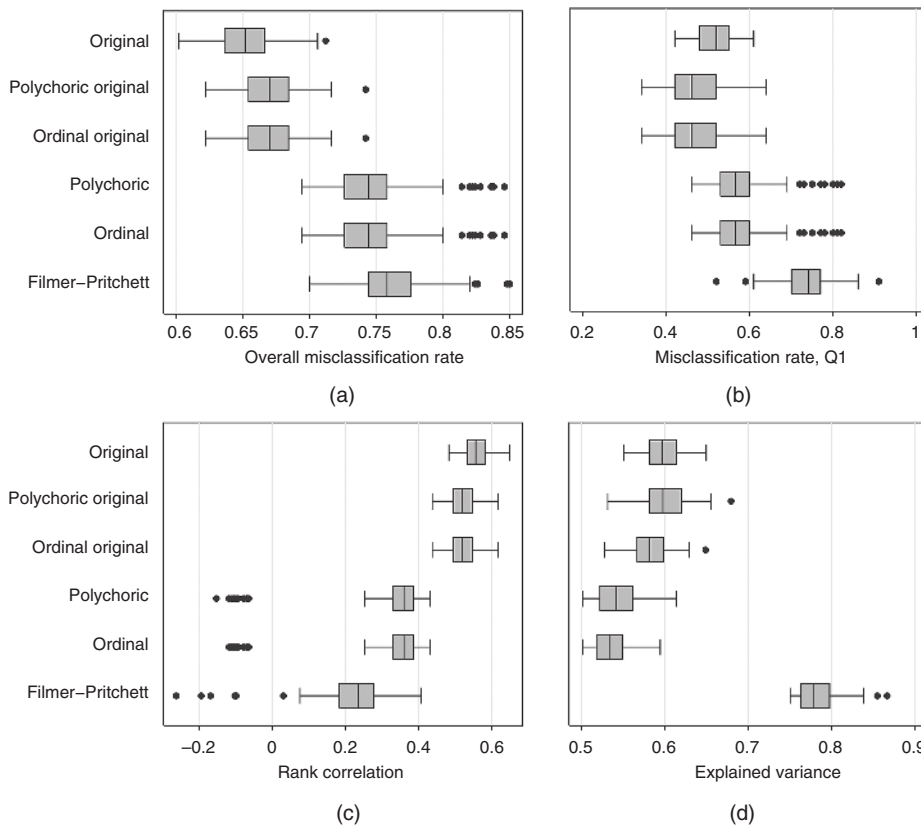 Original
Polychoric original
Ordinal original
Polychoric
Ordinal
Filmer–Pritchett
0.6 0.65 0.7 0.75 0.8 0.85
Overall misclassification rate
(a)
0.2 0.4 0.6 0.8 1
Misclassification rate, Q1
(b)
Original
Polychoric original
Ordinal original
Polychoric
Ordinal
Filmer–Pritchett
–0.2 0 0.2 0.4 0.6
Rank correlation
(c)
0.5 0.6 0.7 0.8 0.9
Explained variance
(d)